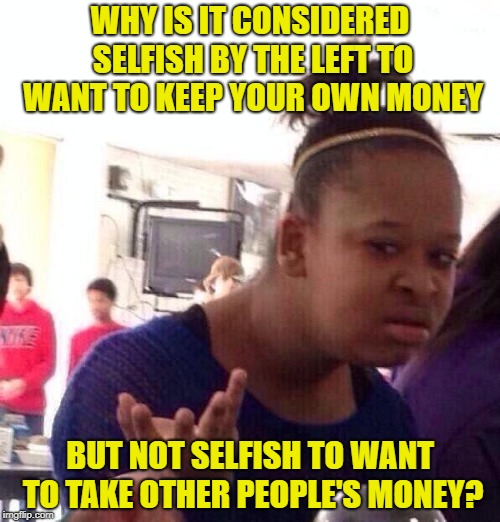 WHY IS IT CONSIDERED
SELFISH BY THE LEFT TO
WANT TO KEEP YOUR OWN MONEY
NIKE
BUT NOT SELFISH TO WANT
TO TAKE OTHER PEOPLE'S MONEY?
imgflip.com